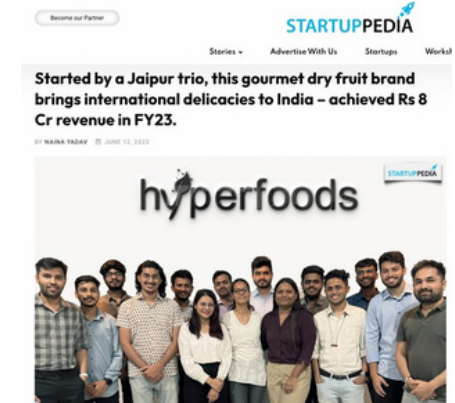 Become our Partner
STARTUPPEDIA
Stories
Advertise With Us
Startups
Worksh
Started by a Jaipur trio, this gourmet dry fruit brand
brings international delicacies to India – achieved Rs 8
Cr revenue in FY23.
BY NAINA YADAV JUNE 12, 2023
STARTUPPEDIA
hyperfoods